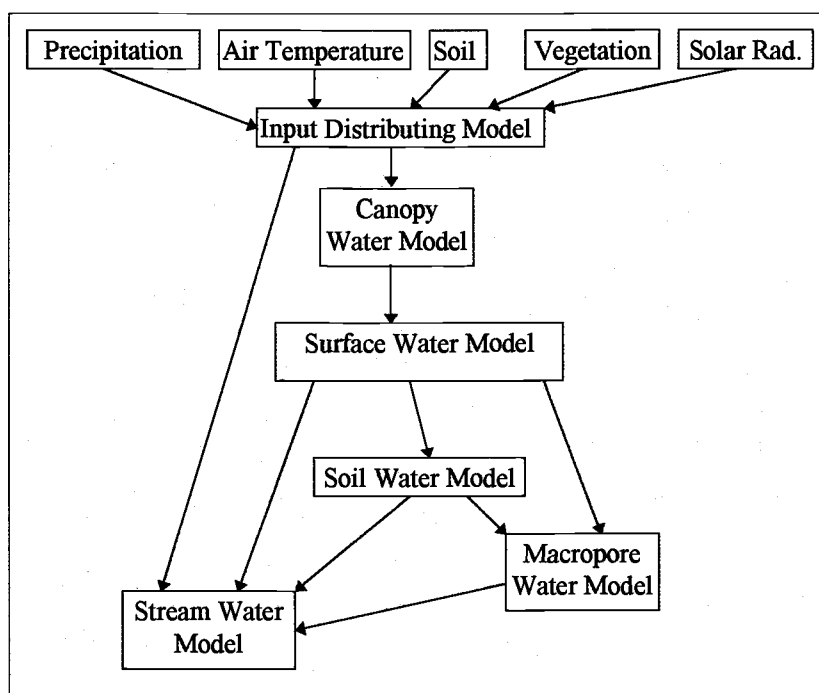 Precipitation
Air Temperature
Soil
Vegetation
Solar Rad.
Input Distributing Model
Canopy
Water Model
Surface Water Model
Soil Water Model
Macropore
Water Model
Stream Water
Model